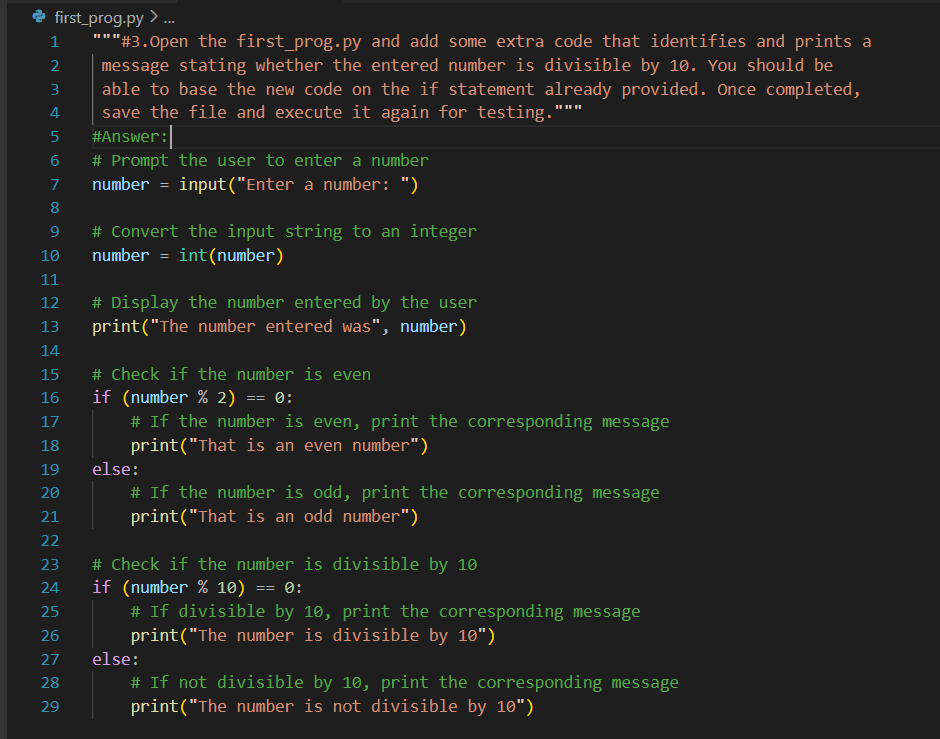 first_prog.py > ...
1 """#3.Open the first_prog.py and add some extra code that identifies and prints a
2 message stating whether the entered number is divisible by 10. You should be
3 able to base the new code on the if statement already provided. Once completed,
4 save the file and execute it again for testing."""
5 #Answer:
6 # Prompt the user to enter a number
7 number = input("Enter a number: ")
8
9 # Convert the input string to an integer
10 number = int(number)
11
12 # Display the number entered by the user
13 print("The number entered was", number)
14
15 # Check if the number is even
16 if (number % 2) == 0:
17     # If the number is even, print the corresponding message
18     print("That is an even number")
19 else:
20     # If the number is odd, print the corresponding message
21     print("That is an odd number")
22
23 # Check if the number is divisible by 10
24 if (number % 10) == 0:
25     # If divisible by 10, print the corresponding message
26     print("The number is divisible by 10")
27 else:
28     # If not divisible by 10, print the corresponding message
29     print("The number is not divisible by 10")